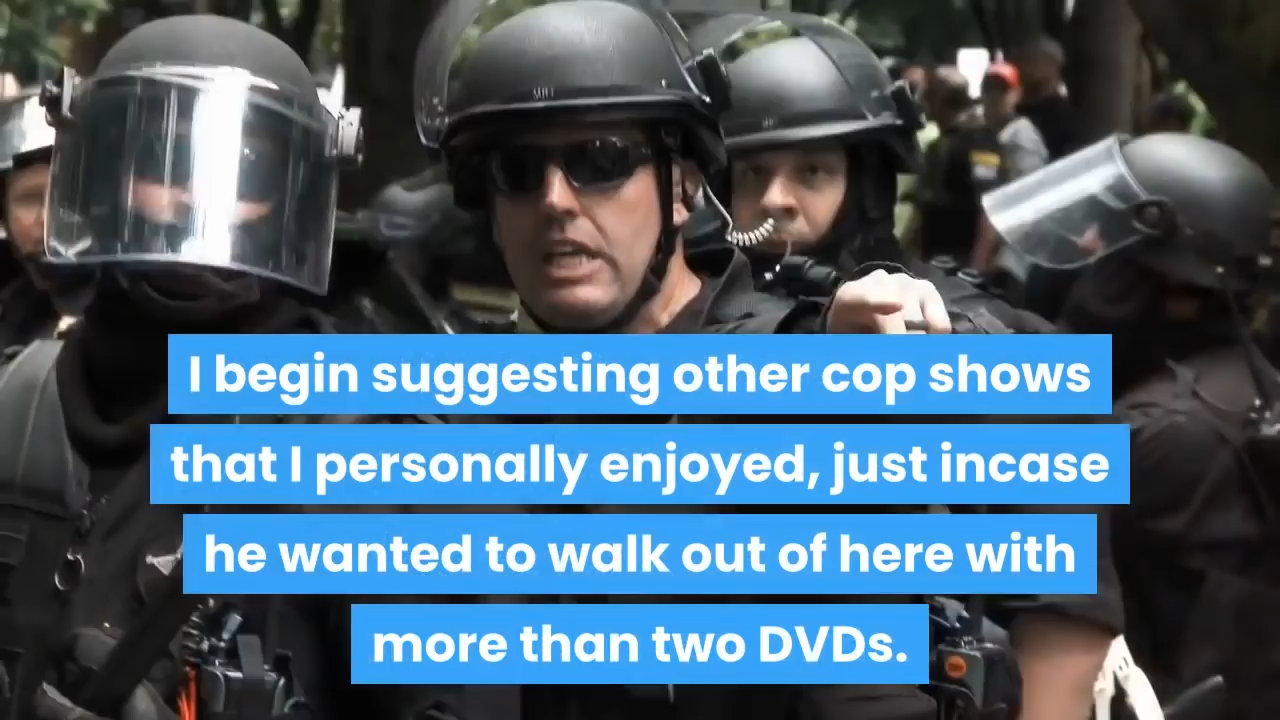 I begin suggesting other cop shows
that I personally enjoyed, just incase
he wanted to walk out of here with
more than two DVDs.